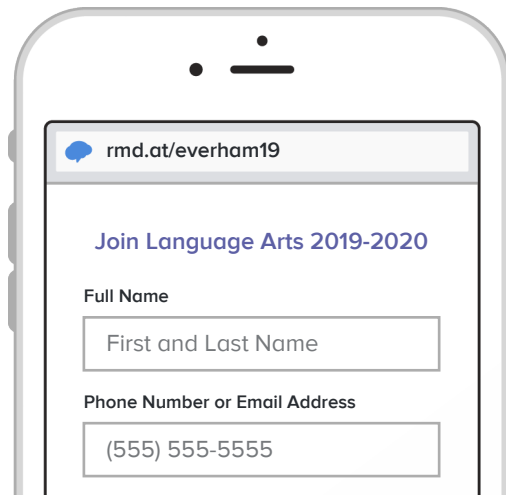 rmd.at/everham19
Join Language Arts 2019-2020
Full Name
First and Last Name
Phone Number or Email Address
(555) 555-5555